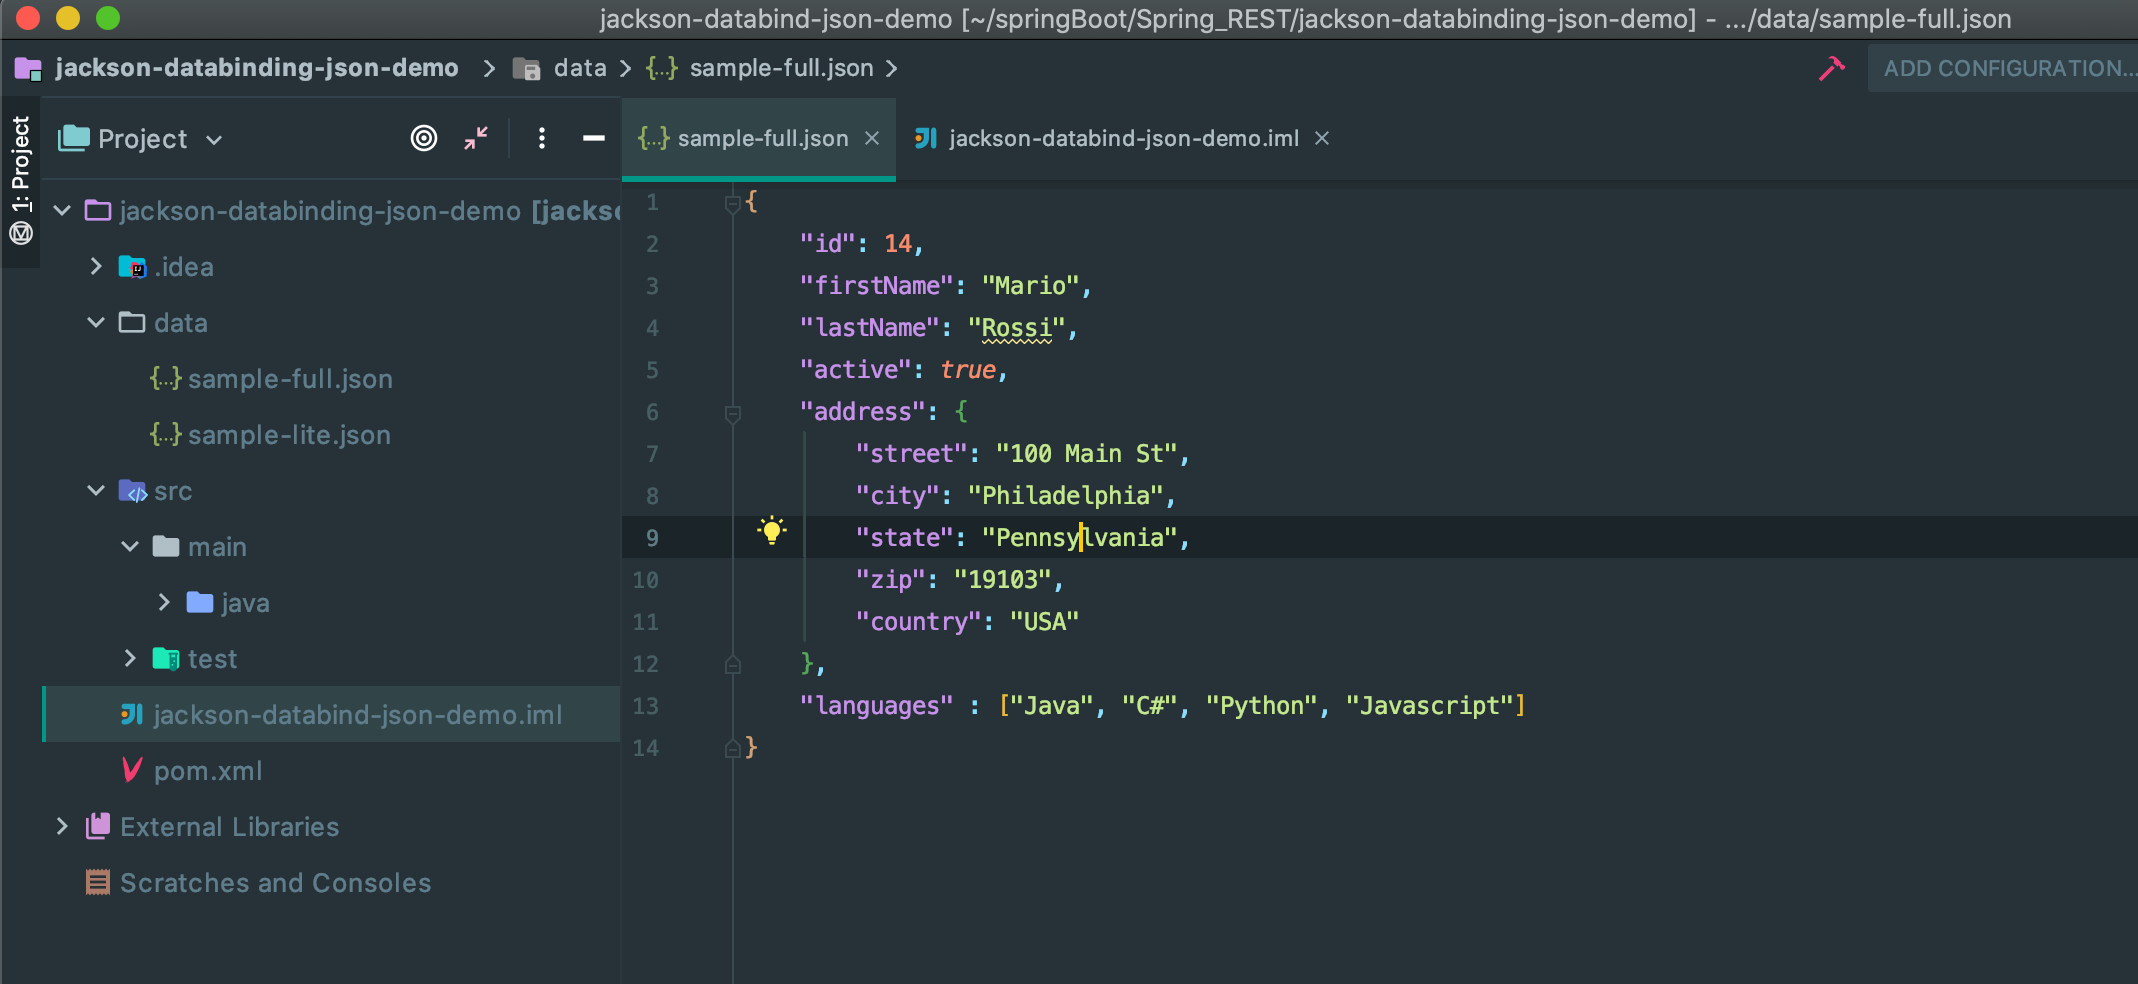 jackson-databind-json-demo [~/springBoot/Spring_REST/jackson-databinding-json-demo] - .../data/sample-full.json
jackson-databinding-json-demo data {...} sample-full.json ADD CONFIGURATION...
1: Project
Project
{...} sample-full.json jackson-databind-json-demo.iml
jackson-databinding-json-demo [jackso
.idea
data
{...} sample-full.json
{...} sample-lite.json
src
main
java
test
jackson-databind-json-demo.iml
pom.xml
External Libraries
Scratches and Consoles
1 {
2 "id": 14,
3 "firstName": "Mario",
4 "lastName": "Rossi",
5 "active": true,
6 "address": {
7 "street": "100 Main St",
8 "city": "Philadelphia",
9 "state": "Pennsylvania",
10 "zip": "19103",
11 "country": "USA"
12 },
13 "languages" : ["Java", "C#", "Python", "Javascript"]
14 }